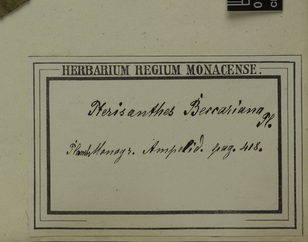 HERBARIUM REGIUM MONACENSE.
Pterisanthes Beccariana
Pl.
Planch. Monogr. Ampelid. pag. 418.